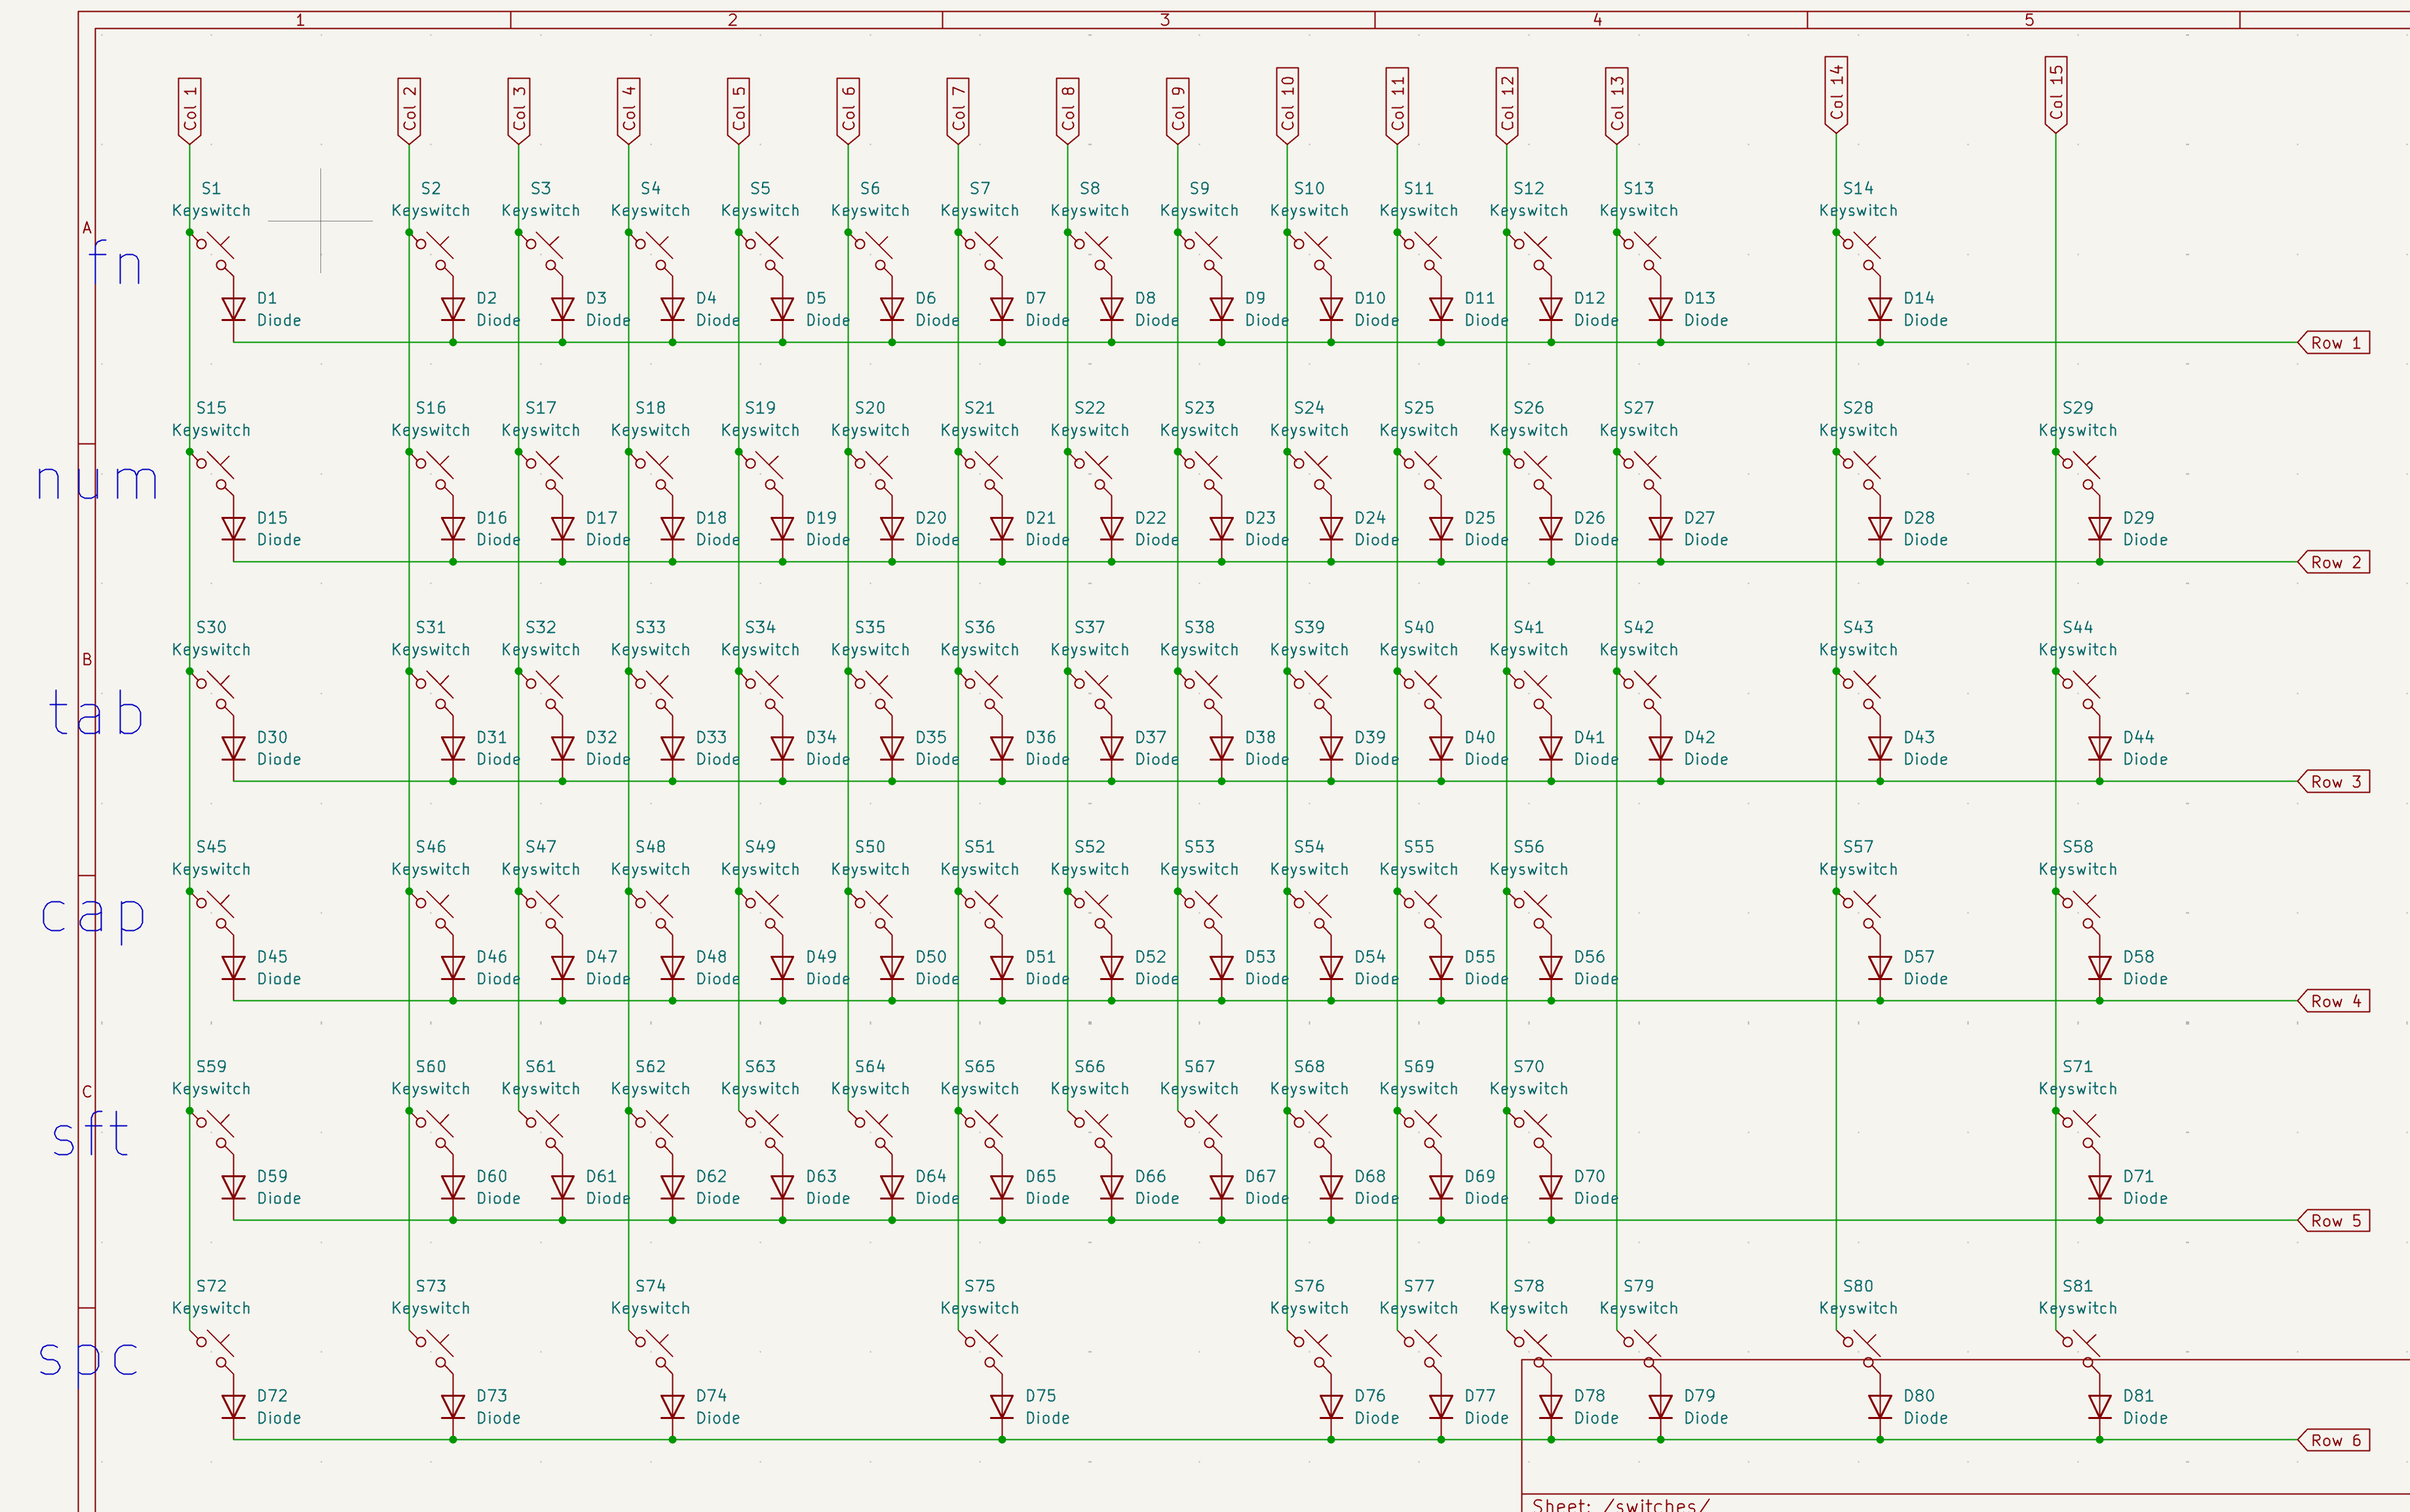 1 2 3 4 5
Col 1 Col 2 Col 3 Col 4 Col 5 Col 6 Col 7 Col 8 Col 9 Col 10 Col 11 Col 12 Col 13 Col 14 Col 15
S1 S2 S3 S4 S5 S6 S7 S8 S9 S10 S11 S12 S13 S14
Keyswitch Keyswitch Keyswitch Keyswitch Keyswitch Keyswitch Keyswitch Keyswitch Keyswitch Keyswitch Keyswitch Keyswitch Keyswitch Keyswitch
A
fn
D1 D2 D3 D4 D5 D6 D7 D8 D9 D10 D11 D12 D13 D14
Diode Diode Diode Diode Diode Diode Diode Diode Diode Diode Diode Diode Diode Diode
Row 1
S15 S16 S17 S18 S19 S20 S21 S22 S23 S24 S25 S26 S27 S28 S29
Keyswitch Keyswitch Keyswitch Keyswitch Keyswitch Keyswitch Keyswitch Keyswitch Keyswitch Keyswitch Keyswitch Keyswitch Keyswitch Keyswitch Keyswitch
num
D15 D16 D17 D18 D19 D20 D21 D22 D23 D24 D25 D26 D27 D28 D29
Diode Diode Diode Diode Diode Diode Diode Diode Diode Diode Diode Diode Diode Diode Diode
Row 2
S30 S31 S32 S33 S34 S35 S36 S37 S38 S39 S40 S41 S42 S43 S44
Keyswitch Keyswitch Keyswitch Keyswitch Keyswitch Keyswitch Keyswitch Keyswitch Keyswitch Keyswitch Keyswitch Keyswitch Keyswitch Keyswitch Keyswitch
B
tab
D30 D31 D32 D33 D34 D35 D36 D37 D38 D39 D40 D41 D42 D43 D44
Diode Diode Diode Diode Diode Diode Diode Diode Diode Diode Diode Diode Diode Diode Diode
Row 3
S45 S46 S47 S48 S49 S50 S51 S52 S53 S54 S55 S56 S57 S58
Keyswitch Keyswitch Keyswitch Keyswitch Keyswitch Keyswitch Keyswitch Keyswitch Keyswitch Keyswitch Keyswitch Keyswitch Keyswitch Keyswitch
cap
D45 D46 D47 D48 D49 D50 D51 D52 D53 D54 D55 D56 D57 D58
Diode Diode Diode Diode Diode Diode Diode Diode Diode Diode Diode Diode Diode Diode
Row 4
S59 S60 S61 S62 S63 S64 S65 S66 S67 S68 S69 S70 S71
Keyswitch Keyswitch Keyswitch Keyswitch Keyswitch Keyswitch Keyswitch Keyswitch Keyswitch Keyswitch Keyswitch Keyswitch Keyswitch
C
sft
D59 D60 D61 D62 D63 D64 D65 D66 D67 D68 D69 D70 D71
Diode Diode Diode Diode Diode Diode Diode Diode Diode Diode Diode Diode Diode
Row 5
S72 S73 S74 S75 S76 S77 S78 S79 S80 S81
Keyswitch Keyswitch Keyswitch Keyswitch Keyswitch Keyswitch Keyswitch Keyswitch Keyswitch Keyswitch
spc
D72 D73 D74 D75 D76 D77 D78 D79 D80 D81
Diode Diode Diode Diode Diode Diode Diode Diode Diode Diode
Row 6
Sheet: /switches/